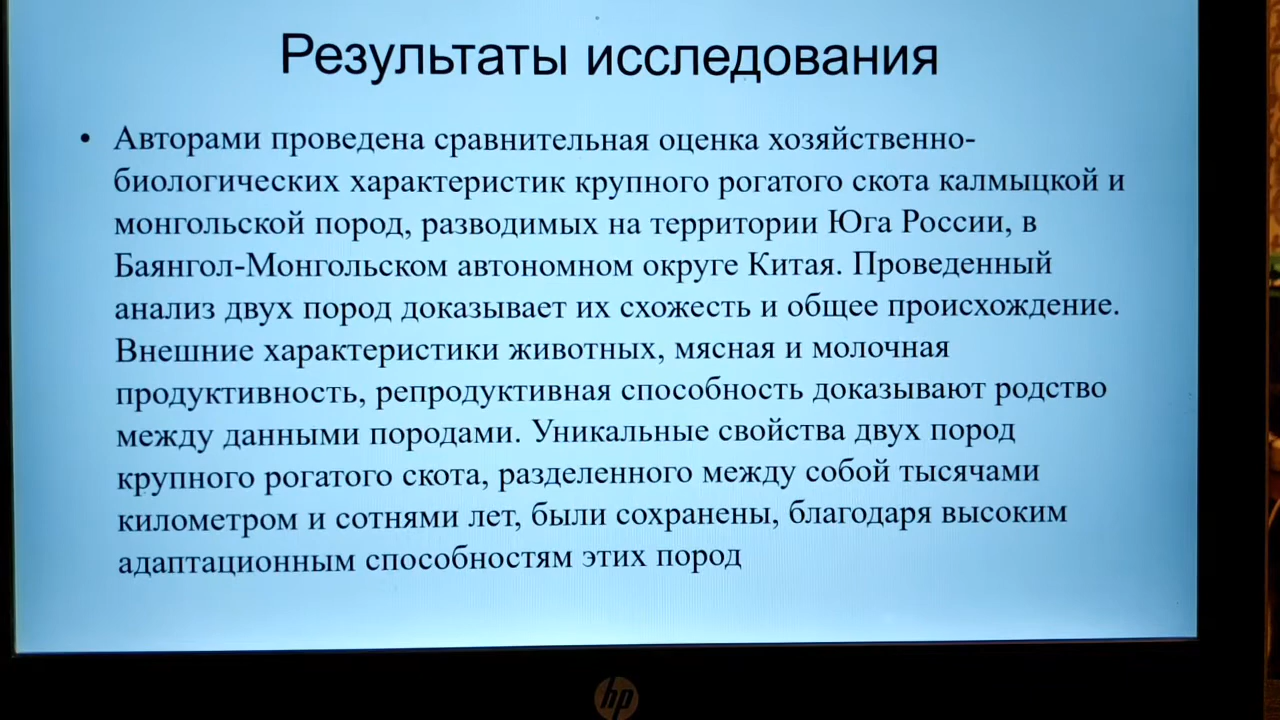 Результаты исследования
• Авторами проведена сравнительная оценка хозяйственно-
биологических характеристик крупного рогатого скота калмыцкой и
монгольской пород, разводимых на территории Юга России, в
Баянгол-Монгольском автономном округе Китая. Проведенный
анализ двух пород доказывает их схожесть и общее происхождение.
Внешние характеристики животных, мясная и молочная
продуктивность, репродуктивная способность доказывают родство
между данными породами. Уникальные свойства двух пород
крупного рогатого скота, разделенного между собой тысячами
километром и сотнями лет, были сохранены, благодаря высоким
адаптационным способностям этих пород
hp